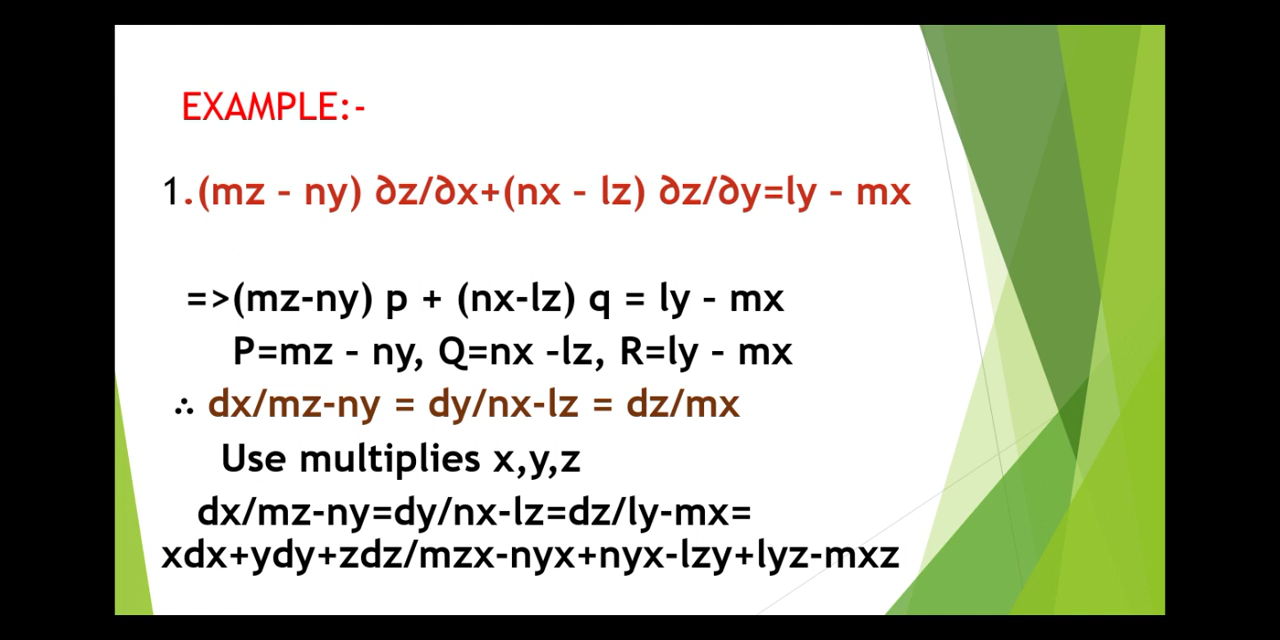 EXAMPLE:-
1.(mz - ny) ∂z/∂x+(nx - lz) ∂z/∂y=ly - mx
=>(mz-ny) p + (nx-lz) q = ly - mx
P=mz - ny, Q=nx -lz, R=ly - mx
∴ dx/mz-ny = dy/nx-lz = dz/mx
Use multiplies x,y,z
dx/mz-ny=dy/nx-lz=dz/ly-mx=
xdx+ydy+zdz/mzx-nyx+nyx-lzy+lyz-mxz